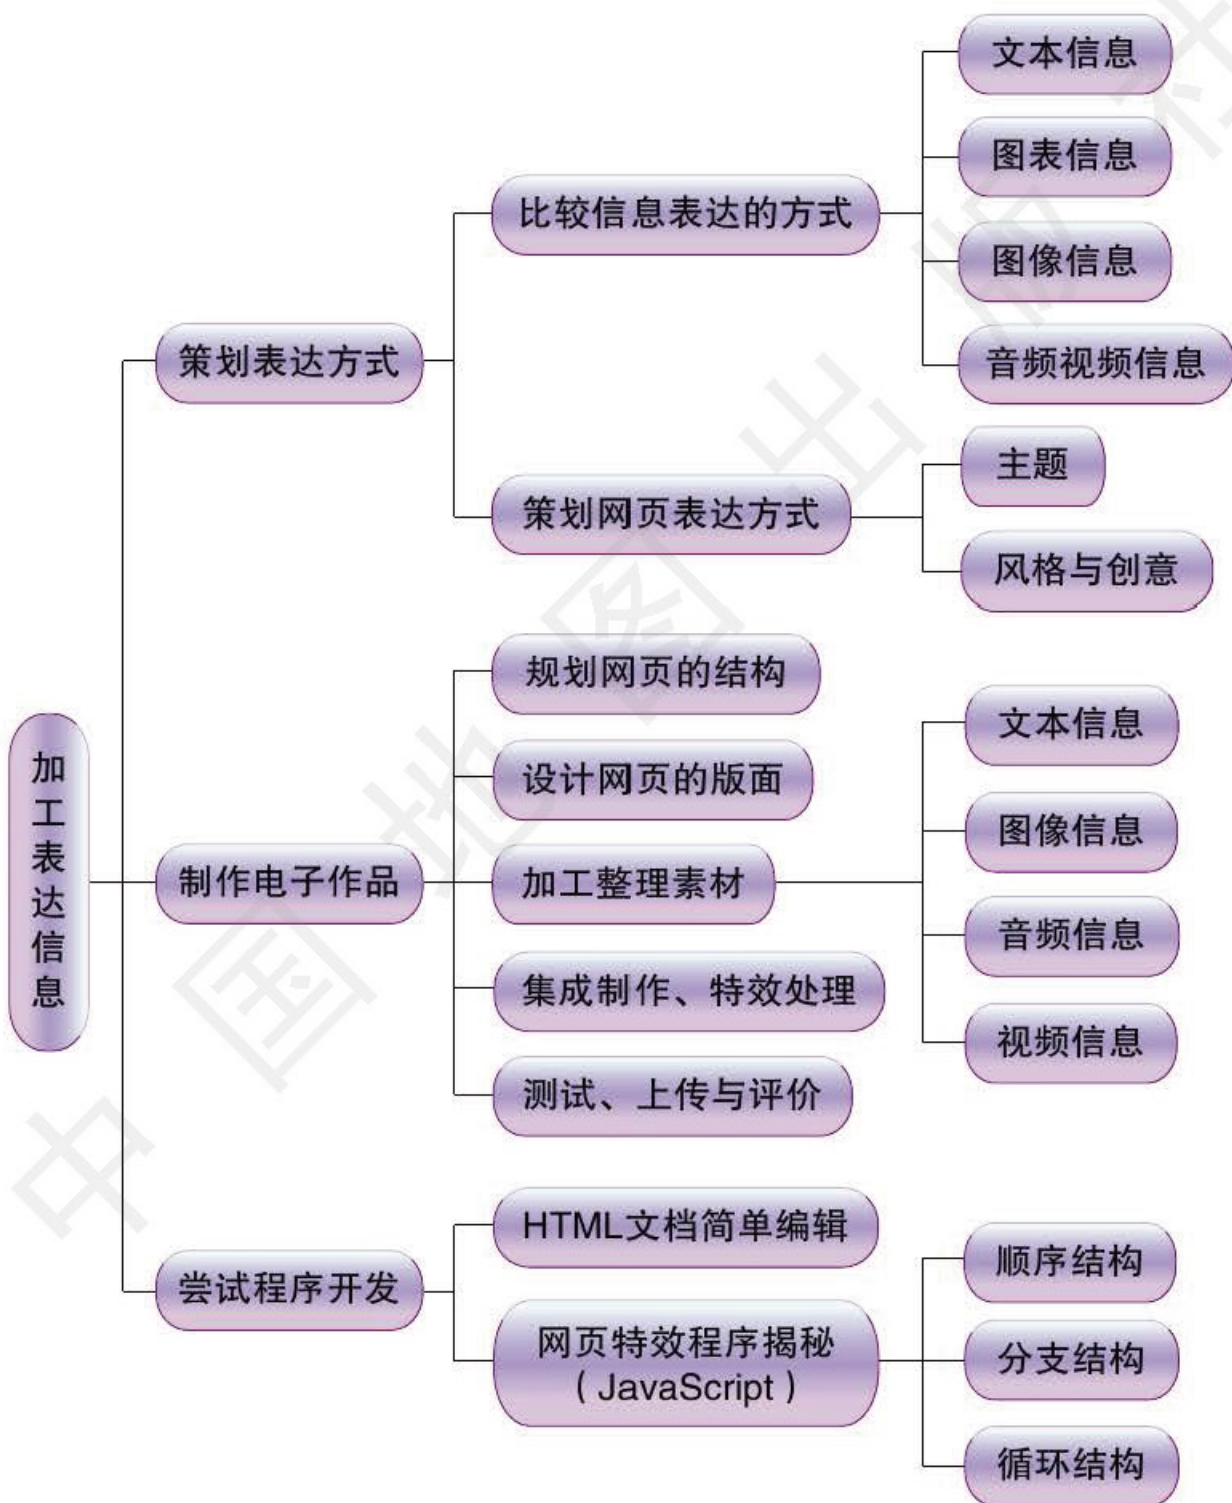 加工表达信息
策划表达方式
比较信息表达的方式
文本信息
图表信息
图像信息
音频视频信息
策划网页表达方式
主题
风格与创意
制作电子作品
规划网页的结构
设计网页的版面
加工整理素材
文本信息
图像信息
音频信息
视频信息
集成制作、特效处理
测试、上传与评价
尝试程序开发
HTML文档简单编辑
网页特效程序揭秘
（JavaScript）
顺序结构
分支结构
循环结构
中国地图出版社